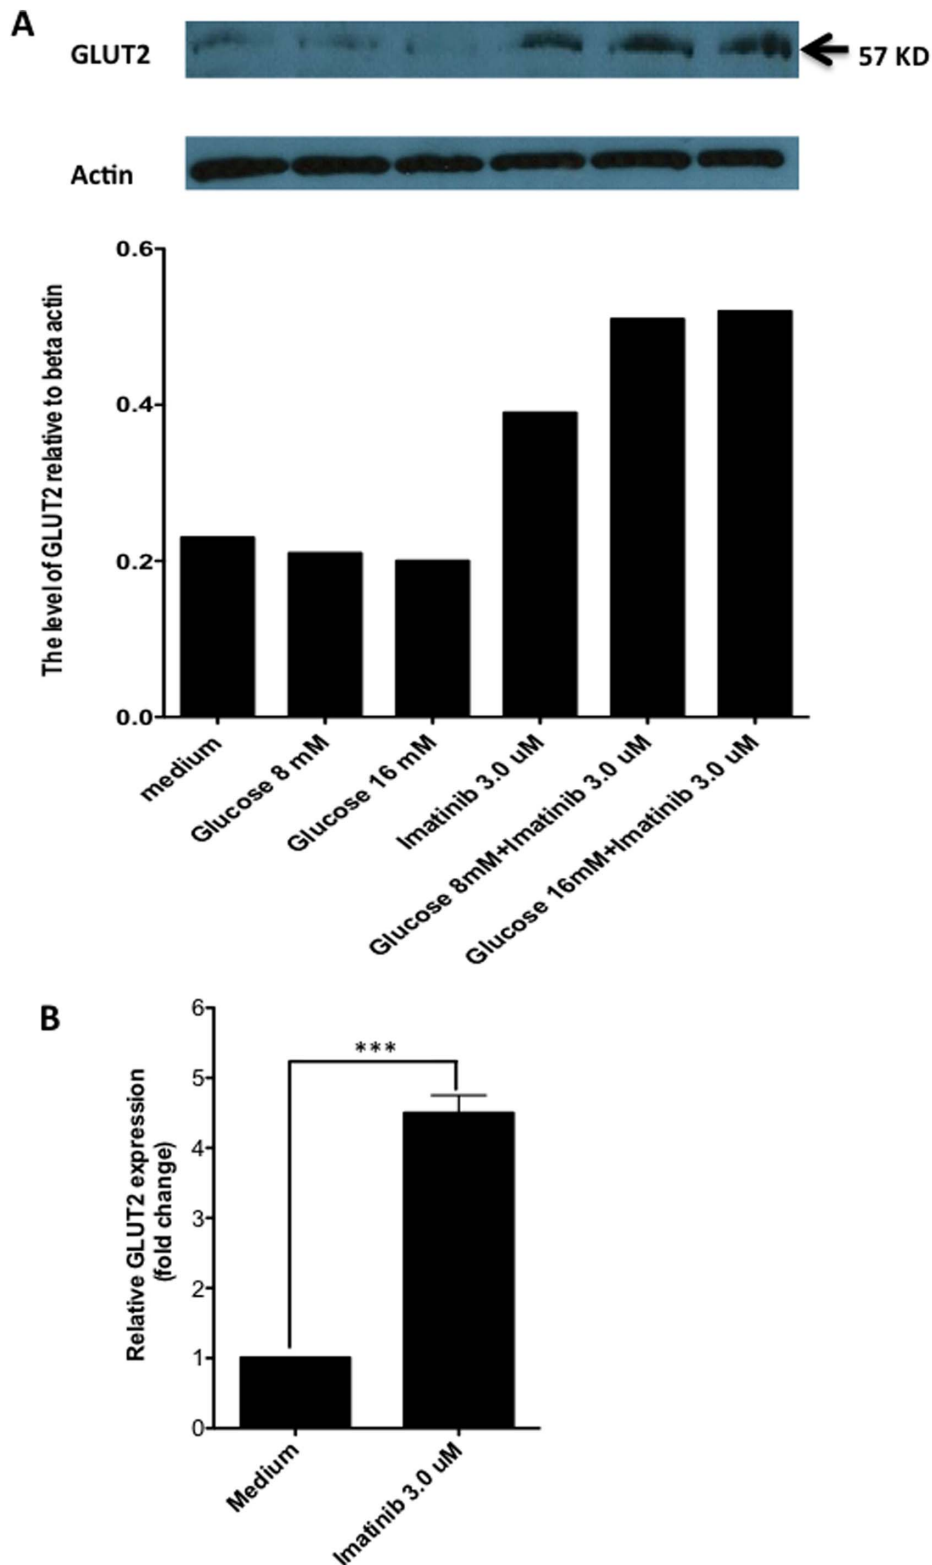 A
GLUT2
57 KD
Actin
The level of GLUT2 relative to beta actin
0.6
0.4
0.2
0.0
medium
Glucose 8 mM
Glucose 16 mM
Imatinib 3.0 uM
Glucose 8mM+Imatinib 3.0 uM
Glucose 16mM+Imatinib 3.0 uM
B
Relative GLUT2 expression
(fold change)
6
5
4
3
2
1
0
***
Medium
Imatinib 3.0 uM